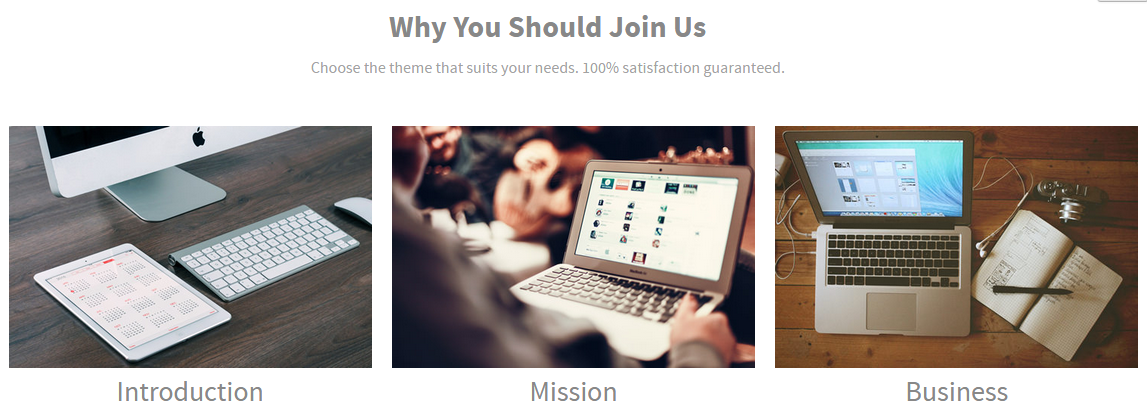 Why You Should Join Us
Choose the theme that suits your needs. 100% satisfaction guaranteed.
Introduction
Mission
Business